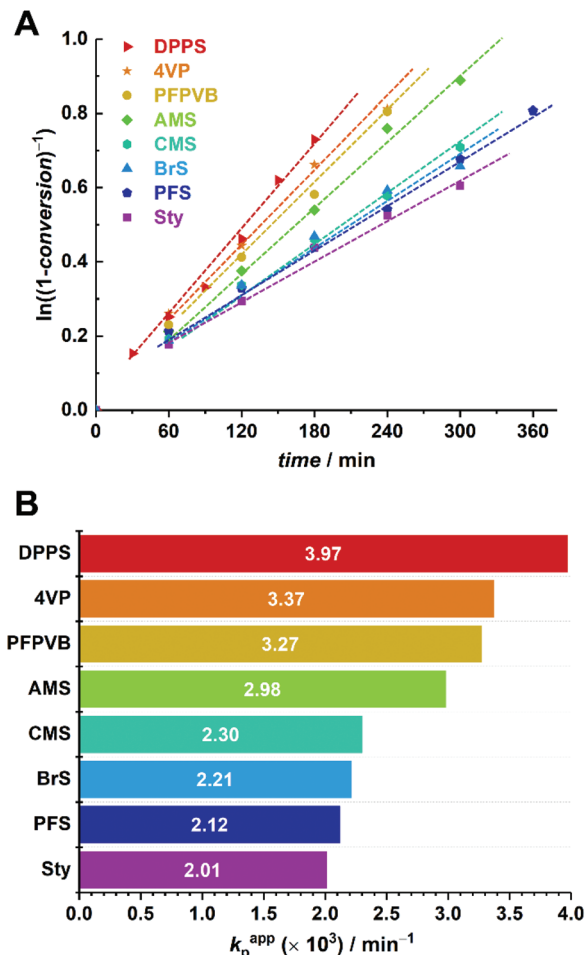 A
DPPS
4VP
PFPVB
AMS
CMS
BrS
PFS
Sty
ln((1-conversion)⁻¹)
1.0
0.8
0.6
0.4
0.2
0.0
0 60 120 180 240 300 360
time / min
B
DPPS 3.97
4VP 3.37
PFPVB 3.27
AMS 2.98
CMS 2.30
BrS 2.21
PFS 2.12
Sty 2.01
0.0 0.5 1.0 1.5 2.0 2.5 3.0 3.5 4.0
kₚᵃᵖᵖ (× 10³) / min⁻¹